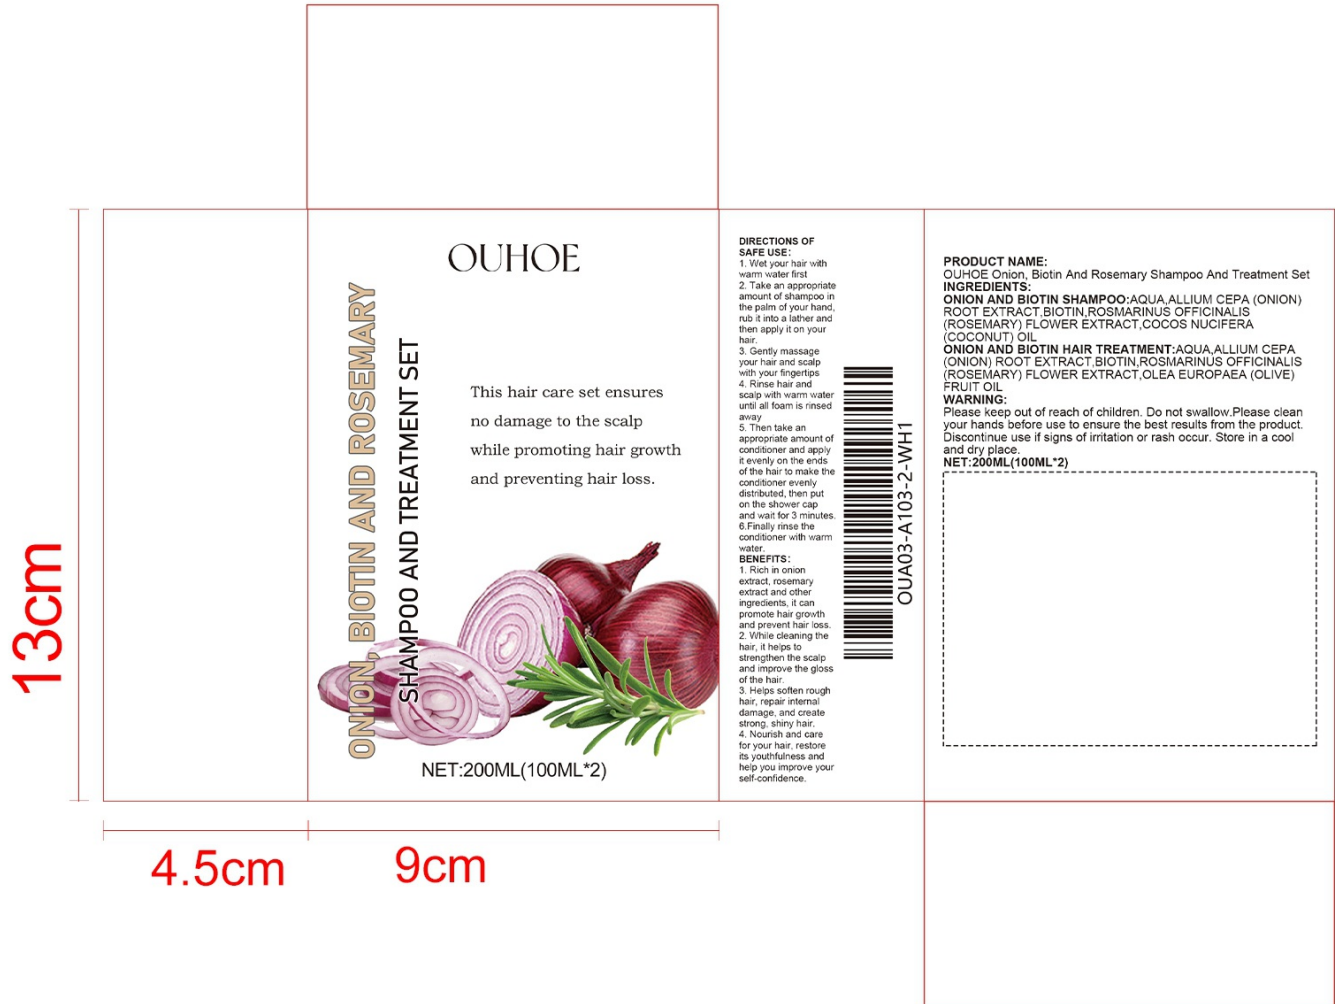 OUHOE
ONION, BIOTIN AND ROSEMARY
SHAMPOO AND TREATMENT SET
This hair care set ensures
no damage to the scalp
while promoting hair growth
and preventing hair loss.
NET:200ML(100ML*2)
DIRECTIONS OF
SAFE USE:
1. Wet your hair with
warm water first
2. Take an appropriate
amount of shampoo in
the palm of your hand,
rub it into a lather and
then apply it on your
hair.
3. Gently massage
your hair and scalp
with your fingertips
4. Rinse hair and
scalp with warm water
until all foam is rinsed
away
5. Then take an
appropriate amount of
conditioner and apply
it evenly on the ends
of the hair to make the
conditioner evenly
distributed, then put
on the shower cap
and wait for 3 minutes.
6.Finally rinse the
conditioner with warm
water.
BENEFITS:
1. Rich in onion
extract, rosemary
extract and other
ingredients, it can
promote hair growth
and prevent hair loss.
2. While cleaning the
hair, it helps to
strengthen the scalp
and improve the gloss
of the hair.
3. Helps soften rough
hair, repair internal
damage, and create
strong, shiny hair.
4. Nourish and care
for your hair, restore
its youthfulness and
help you improve your
self-confidence.
OUA03-A103-2-WH1
PRODUCT NAME:
OUHOE Onion, Biotin And Rosemary Shampoo And Treatment Set
INGREDIENTS:
ONION AND BIOTIN SHAMPOO:AQUA,ALLIUM CEPA (ONION)
ROOT EXTRACT,BIOTIN,ROSMARINUS OFFICINALIS
(ROSEMARY) FLOWER EXTRACT,COCOS NUCIFERA
(COCONUT) OIL
ONION AND BIOTIN HAIR TREATMENT:AQUA,ALLIUM CEPA
(ONION) ROOT EXTRACT,BIOTIN,ROSMARINUS OFFICINALIS
(ROSEMARY) FLOWER EXTRACT,OLEA EUROPAEA (OLIVE)
FRUIT OIL
WARNING:
Please keep out of reach of children. Do not swallow.Please clean
your hands before use to ensure the best results from the product.
Discontinue use if signs of irritation or rash occur. Store in a cool
and dry place.
NET:200ML(100ML*2)
13cm
4.5cm
9cm